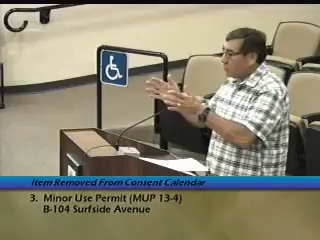 Item Removed From Consent Calendar
3. Minor Use Permit (MUP 13-4)
B-104 Surfside Avenue